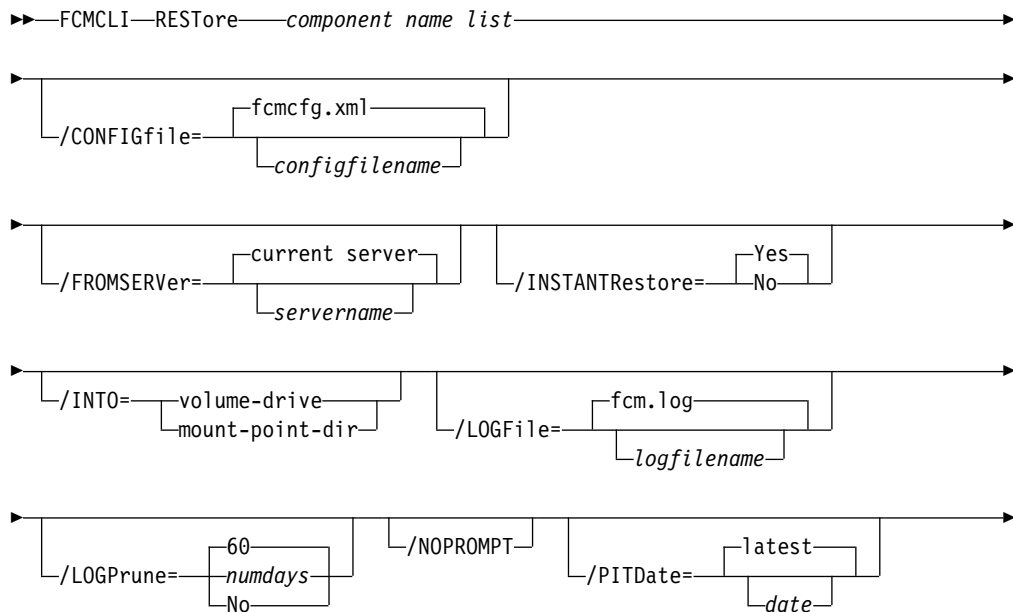 FCMCLI RESTore component name list
fcmcfg.xml
/CONFIGfile=
configfilename
current server Yes
/FROMSERVer= /INSTANTRestore= No
servername
/INTO= volume-drive fcm.log
mount-point-dir /LOGFile=
logfilename
60 /NOPROMPT latest
/LOGPrune= numdays /PITDate=
No date